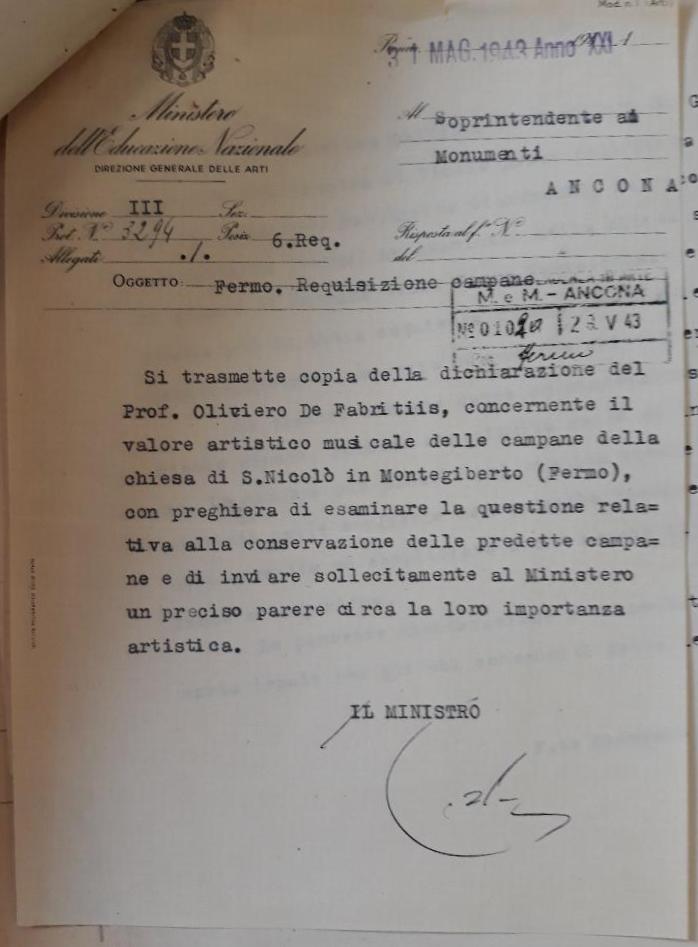 Mod. n. 1 (Arti)
Roma, 31 MAG. 1943 Anno XXI
Ministero
dell'Educazione Nazionale
DIREZIONE GENERALE DELLE ARTI
Al Soprintendente ai
Monumenti
ANCONA
Divisione III Sez.
Prot. N° 3294 Posiz. 6.Req.
Allegati ./.
Risposta al f.° N°
del
OGGETTO: Fermo. Requisizione campane
M. e M. - ANCONA
N° 010 V 43
Fermo
Si trasmette copia della dichiarazione del
Prof. Oliviero De Fabritiis, concernente il
valore artistico musicale delle campane della
chiesa di S.Nicolò in Montegiberto (Fermo),
con preghiera di esaminare la questione rela=
tiva alla conservazione delle predette campa=
ne e di inviare sollecitamente al Ministero
un preciso parere circa la loro importanza
artistica.
IL MINISTRO